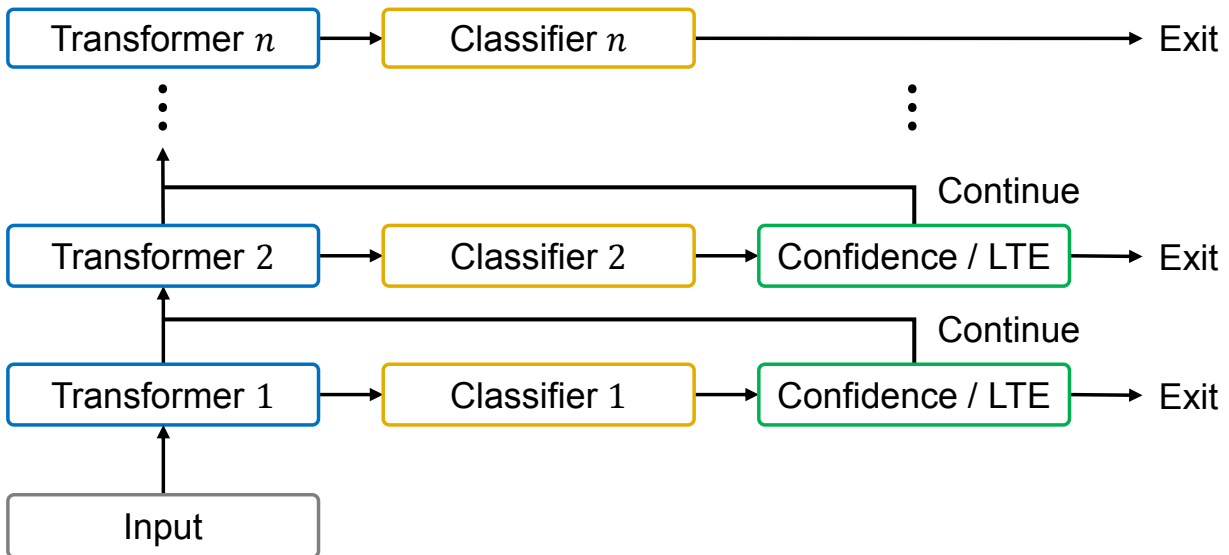 Transformer n Classifier n Exit
Continue
Transformer 2 Classifier 2 Confidence / LTE Exit
Continue
Transformer 1 Classifier 1 Confidence / LTE Exit
Input